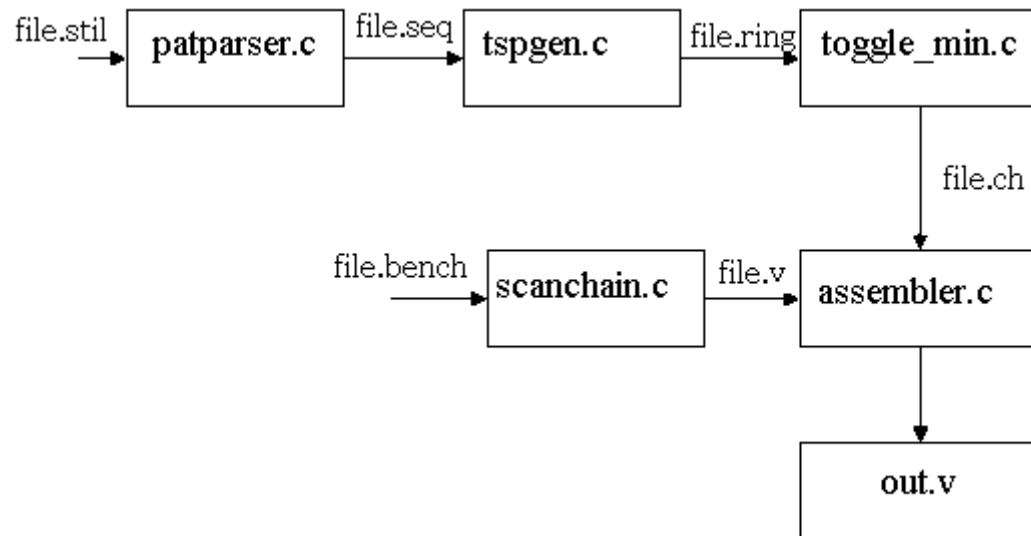 file.stil
patparser.c
file.seq
tspgen.c
file.ring
toggle_min.c
file.ch
file.bench
scanchain.c
file.v
assembler.c
out.v